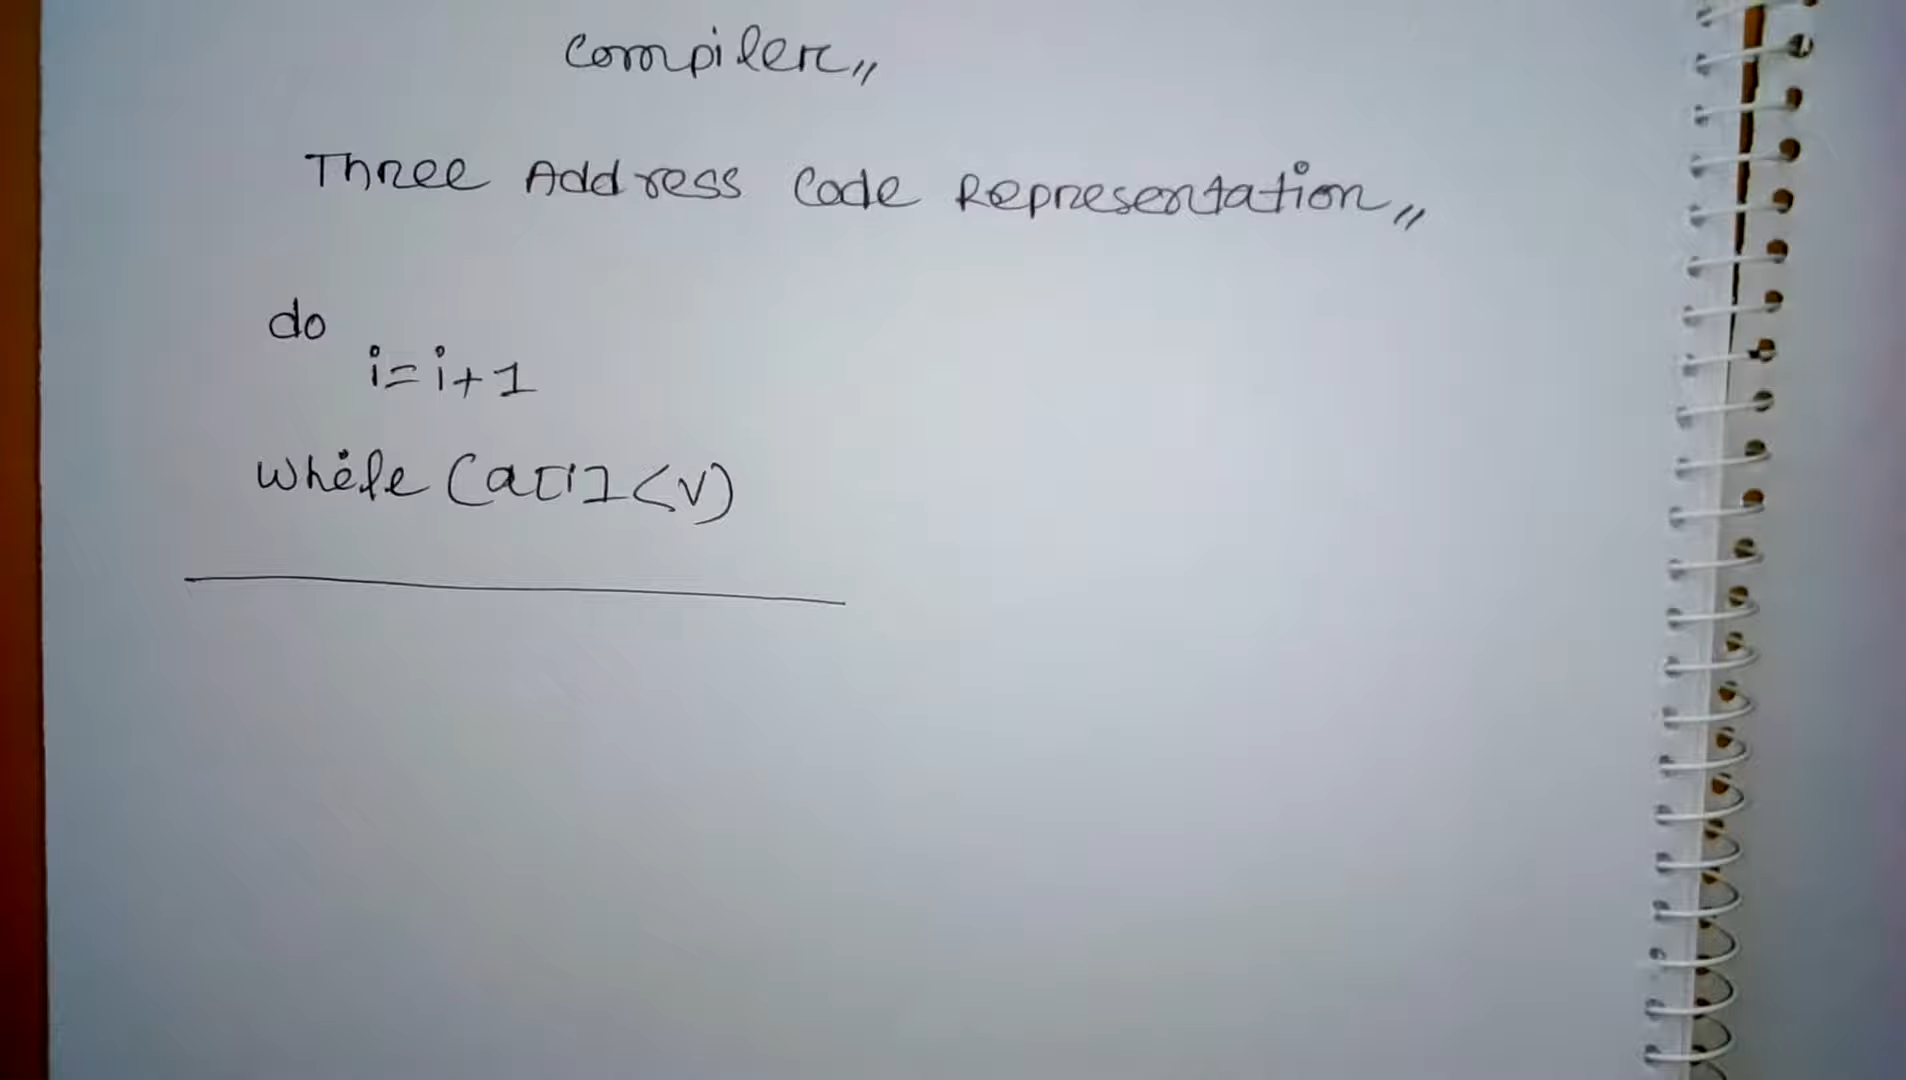 Compiler,,
Three Address Code Representation,,
do
i=i+1
while (a[i]<v)